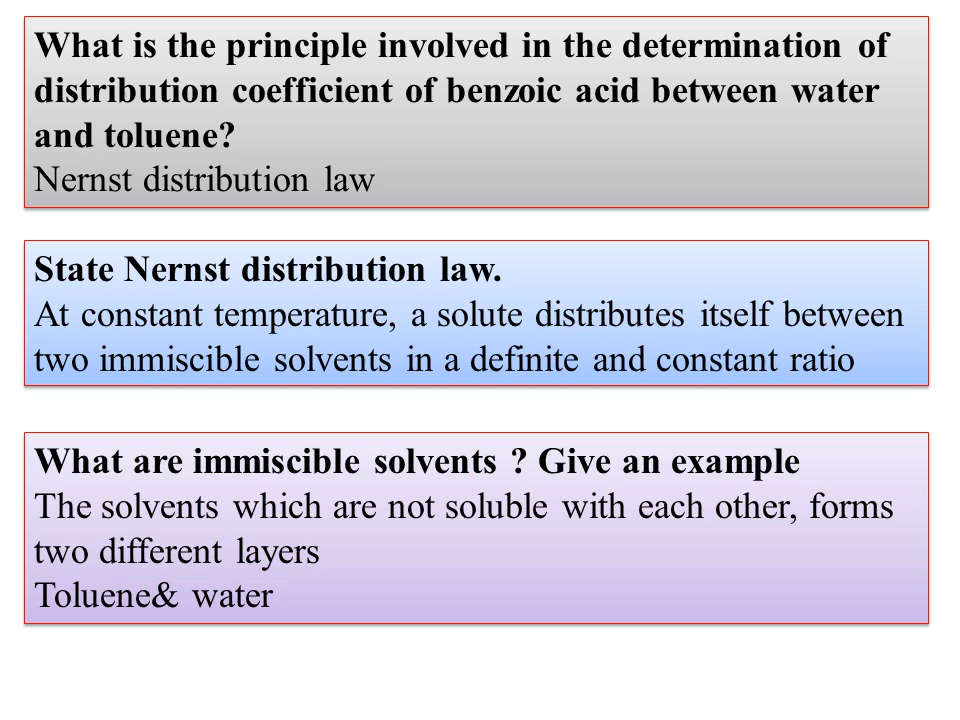 What is the principle involved in the determination of
distribution coefficient of benzoic acid between water
and toluene?
Nernst distribution law
State Nernst distribution law.
At constant temperature, a solute distributes itself between
two immiscible solvents in a definite and constant ratio
What are immiscible solvents ? Give an example
The solvents which are not soluble with each other, forms
two different layers
Toluene& water